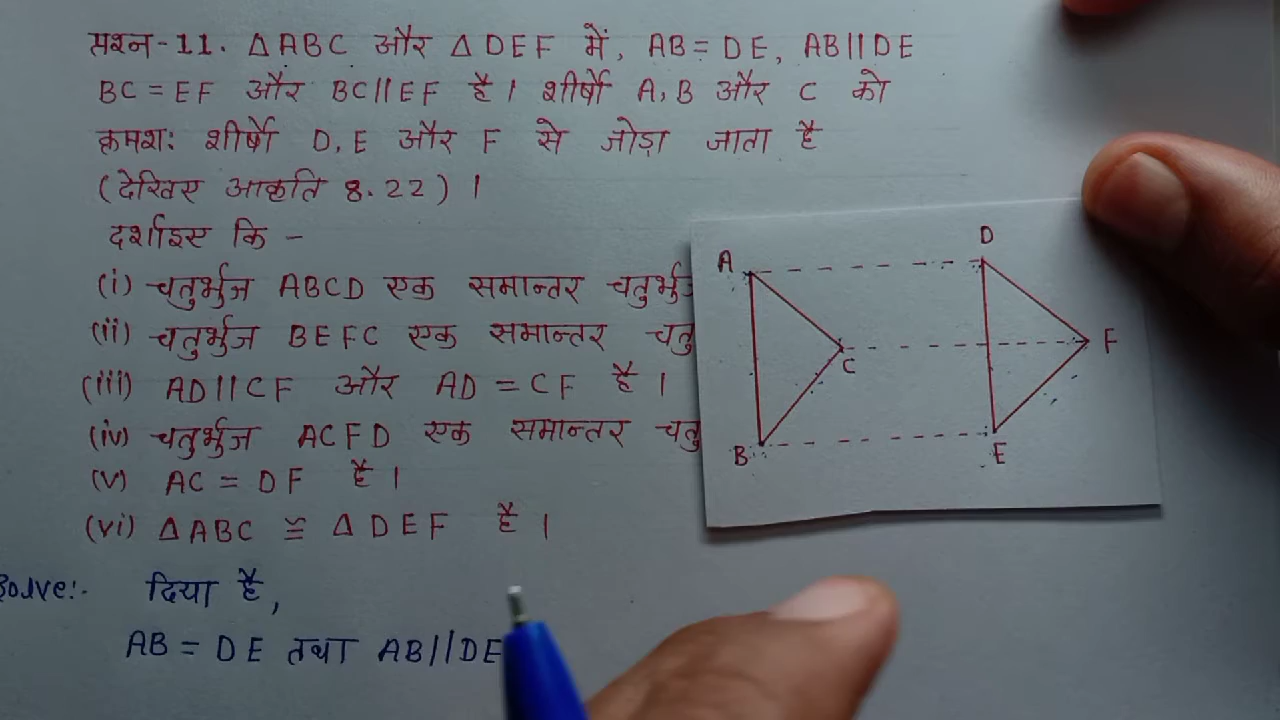 प्रश्न-11. ΔABC और ΔDEF में, AB = DE, AB||DE
BC = EF और BC||EF है। शीर्षों A, B और C को
क्रमशः शीर्षों D, E और F से जोड़ा जाता है
(देखिए आकृति 8.22)।
दर्शाइए कि –
(i) चतुर्भुज ABCD एक समान्तर
(ii) चतुर्भुज BEFC एक समान्तर
(iii) AD||CF और AD = CF है।
(iv) चतुर्भुज ACFD एक समान्तर
(v) AC = DF है।
(vi) ΔABC ≅ ΔDEF है।
Solve:- दिया है,
AB = DE तथा AB//DE
A
D
C
F
B
E